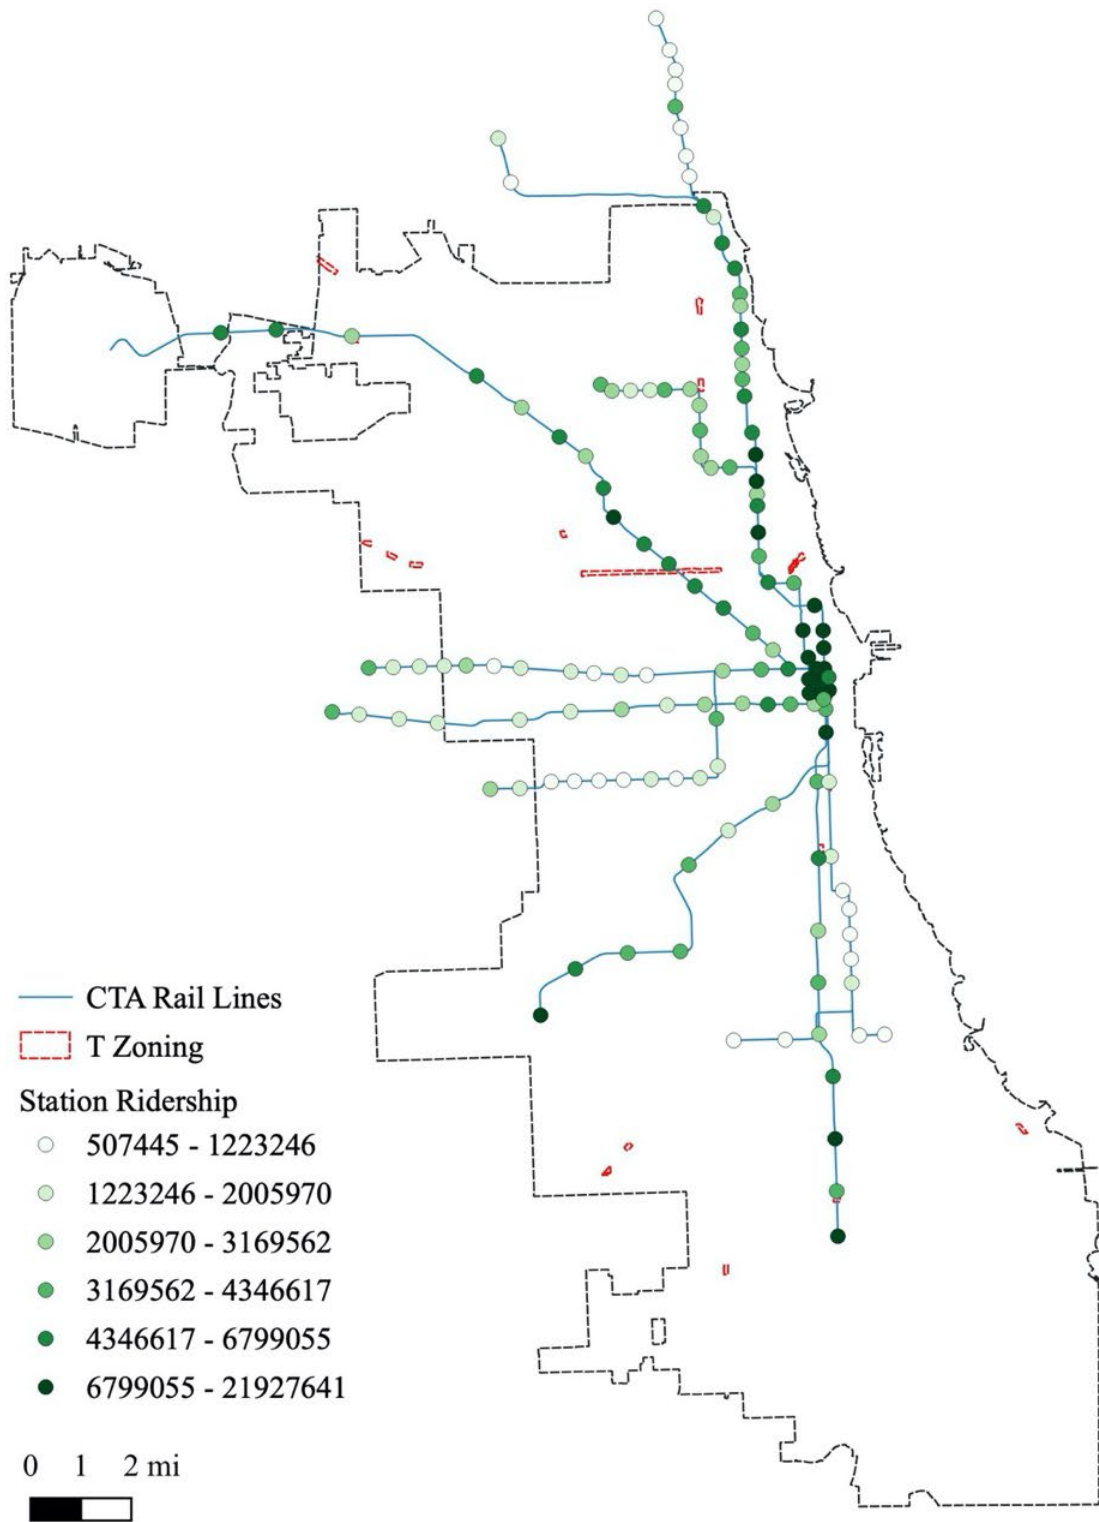 CTA Rail Lines
T Zoning
Station Ridership
507445 - 1223246
1223246 - 2005970
2005970 - 3169562
3169562 - 4346617
4346617 - 6799055
6799055 - 21927641
0 1 2 mi